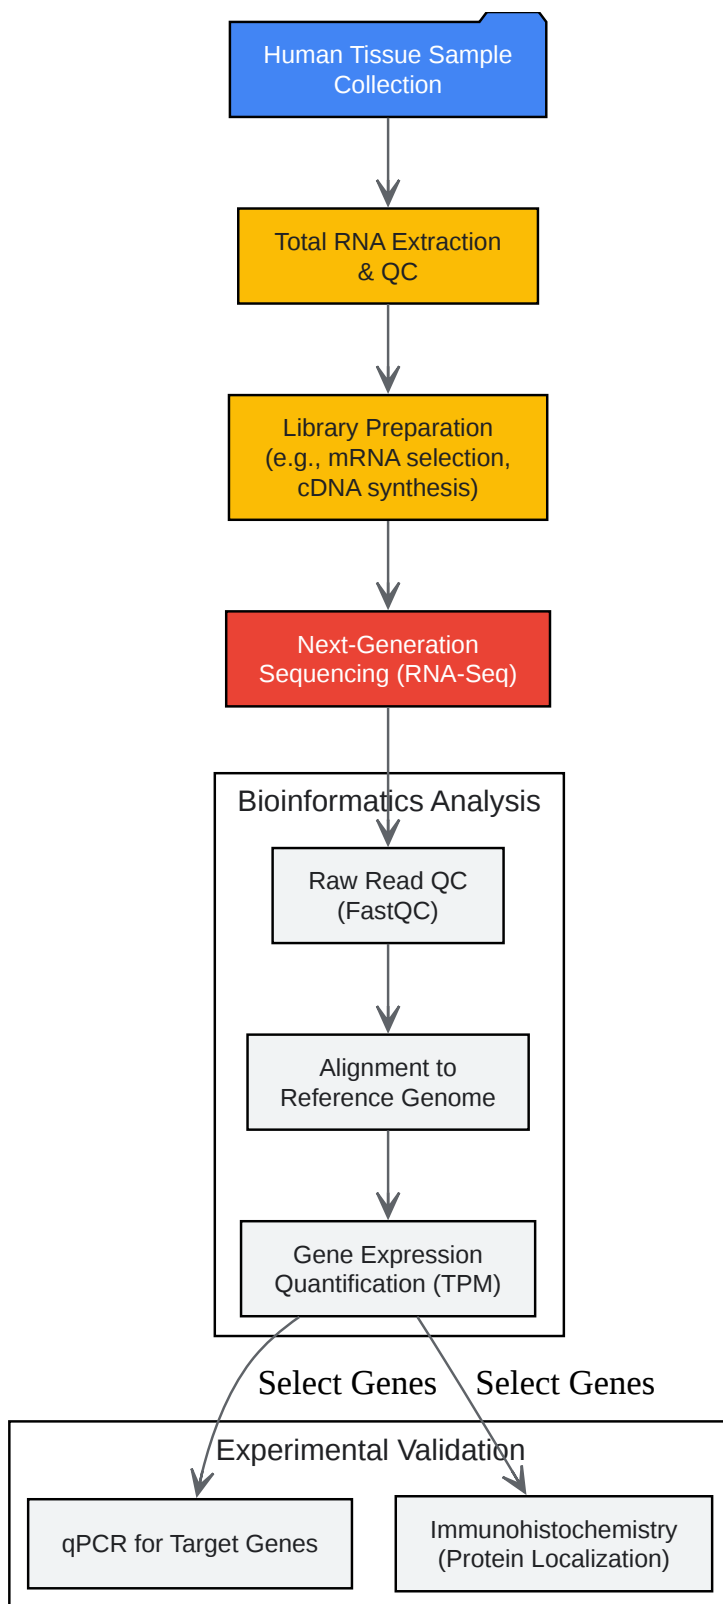 Human Tissue Sample
Collection
Total RNA Extraction
& QC
Library Preparation
(e.g., mRNA selection,
cDNA synthesis)
Next-Generation
Sequencing (RNA-Seq)
Bioinformatics Analysis
Raw Read QC
(FastQC)
Alignment to
Reference Genome
Gene Expression
Quantification (TPM)
Select Genes
Select Genes
Experimental Validation
qPCR for Target Genes
Immunohistochemistry
(Protein Localization)